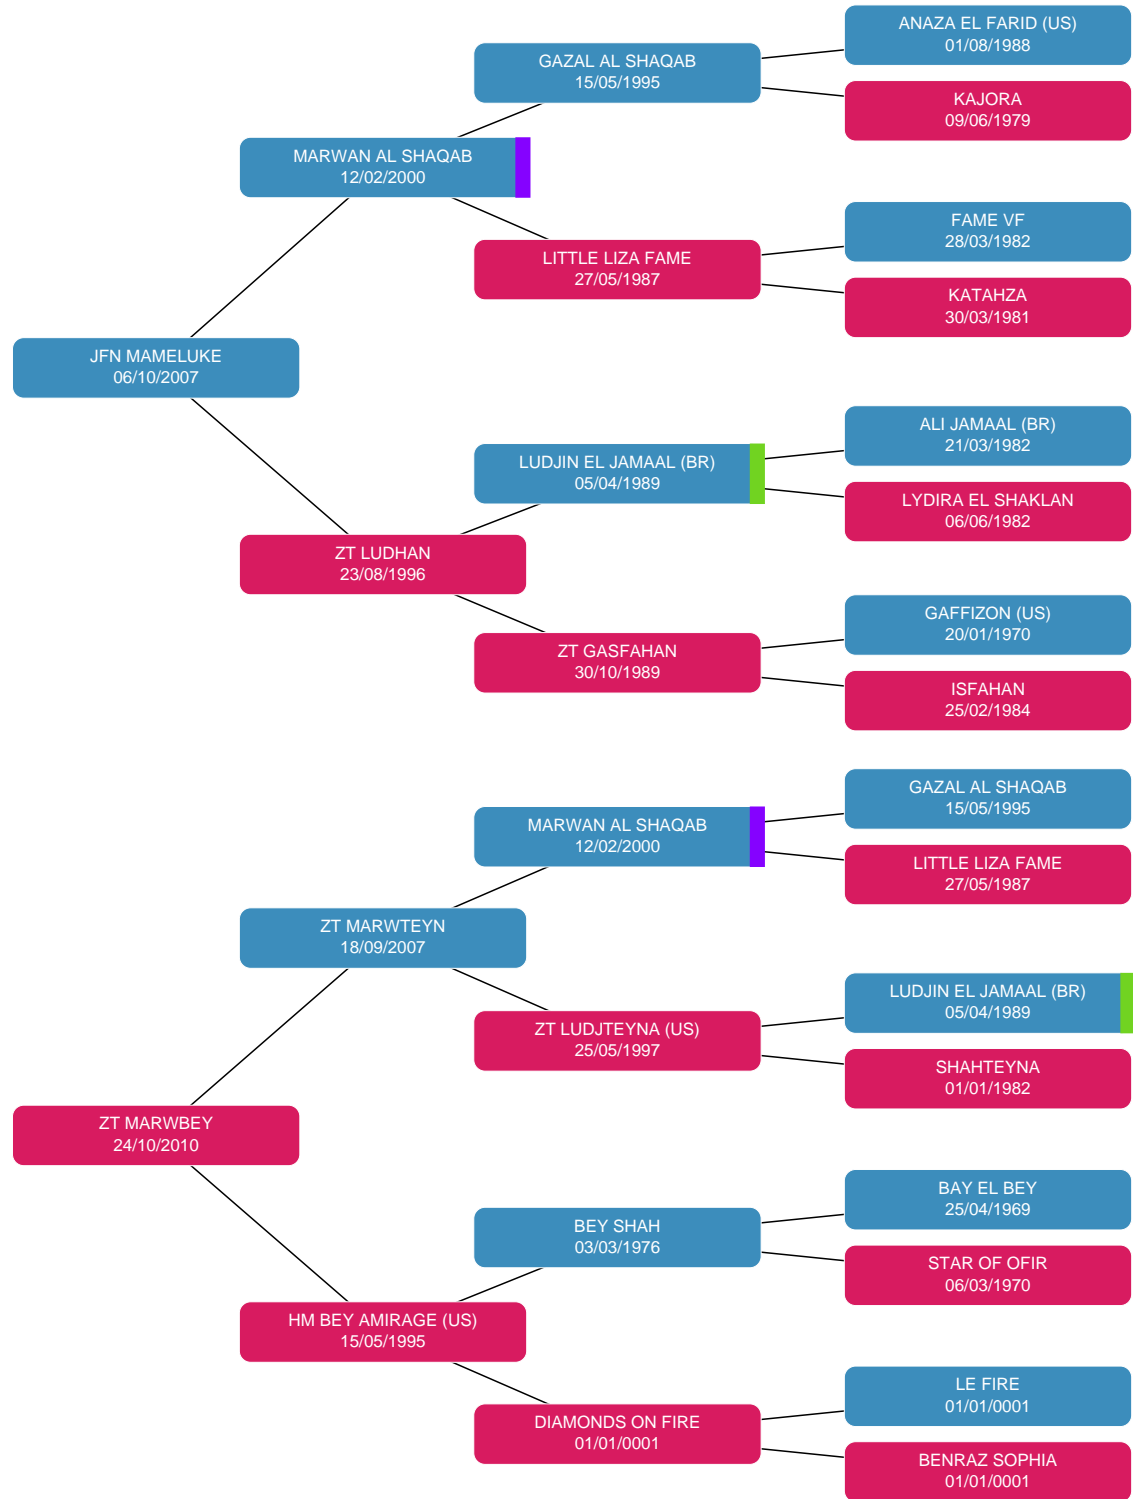 ANAZA EL FARID (US)
01/08/1988
GAZAL AL SHAQAB
15/05/1995
KAJORA
09/06/1979
MARWAN AL SHAQAB
12/02/2000
FAME VF
28/03/1982
LITTLE LIZA FAME
27/05/1987
KATAHZA
30/03/1981
JFN MAMELUKE
06/10/2007
ALI JAMAAL (BR)
21/03/1982
LUDJIN EL JAMAAL (BR)
05/04/1989
LYDIRA EL SHAKLAN
06/06/1982
ZT LUDHAN
23/08/1996
GAFFIZON (US)
20/01/1970
ZT GASFAHAN
30/10/1989
ISFAHAN
25/02/1984
GAZAL AL SHAQAB
15/05/1995
MARWAN AL SHAQAB
12/02/2000
LITTLE LIZA FAME
27/05/1987
ZT MARWTEYN
18/09/2007
LUDJIN EL JAMAAL (BR)
05/04/1989
ZT LUDJTEYNA (US)
25/05/1997
SHAHTEYNA
01/01/1982
ZT MARWBEY
24/10/2010
BAY EL BEY
25/04/1969
BEY SHAH
03/03/1976
STAR OF OFIR
06/03/1970
HM BEY AMIRAGE (US)
15/05/1995
LE FIRE
01/01/0001
DIAMONDS ON FIRE
01/01/0001
BENRAZ SOPHIA
01/01/0001